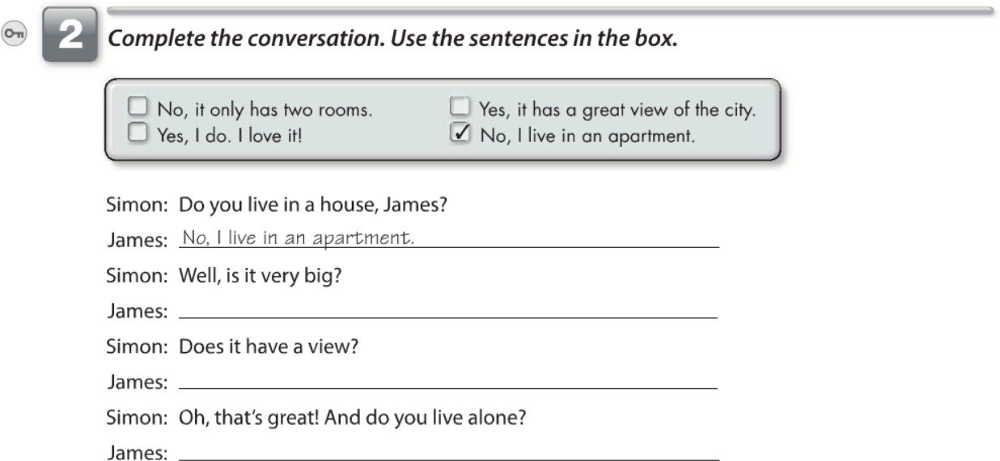 2 Complete the conversation. Use the sentences in the box.
No, it only has two rooms. Yes, it has a great view of the city.
Yes, I do. I love it! ✓ No, I live in an apartment.
Simon: Do you live in a house, James?
James: No, I live in an apartment.
Simon: Well, is it very big?
James:
Simon: Does it have a view?
James:
Simon: Oh, that's great! And do you live alone?
James: